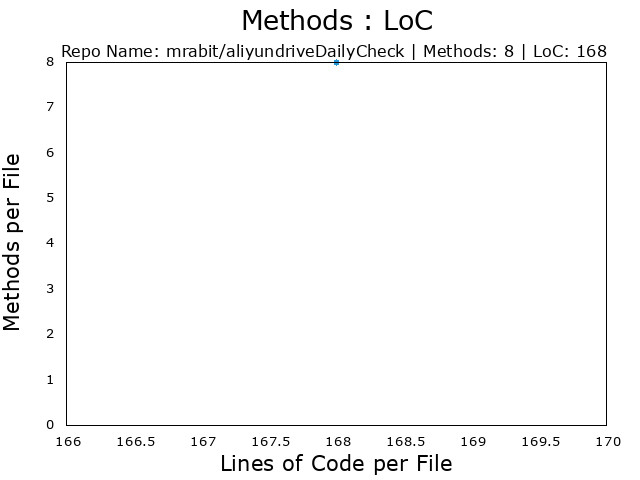 Methods : LoC
Repo Name: mrabit/aliyundriveDailyCheck | Methods: 8 | LoC: 168
8
7
6
5
4
3
2
1
0
Methods per File
166 166.5 167 167.5 168 168.5 169 169.5 170
Lines of Code per File